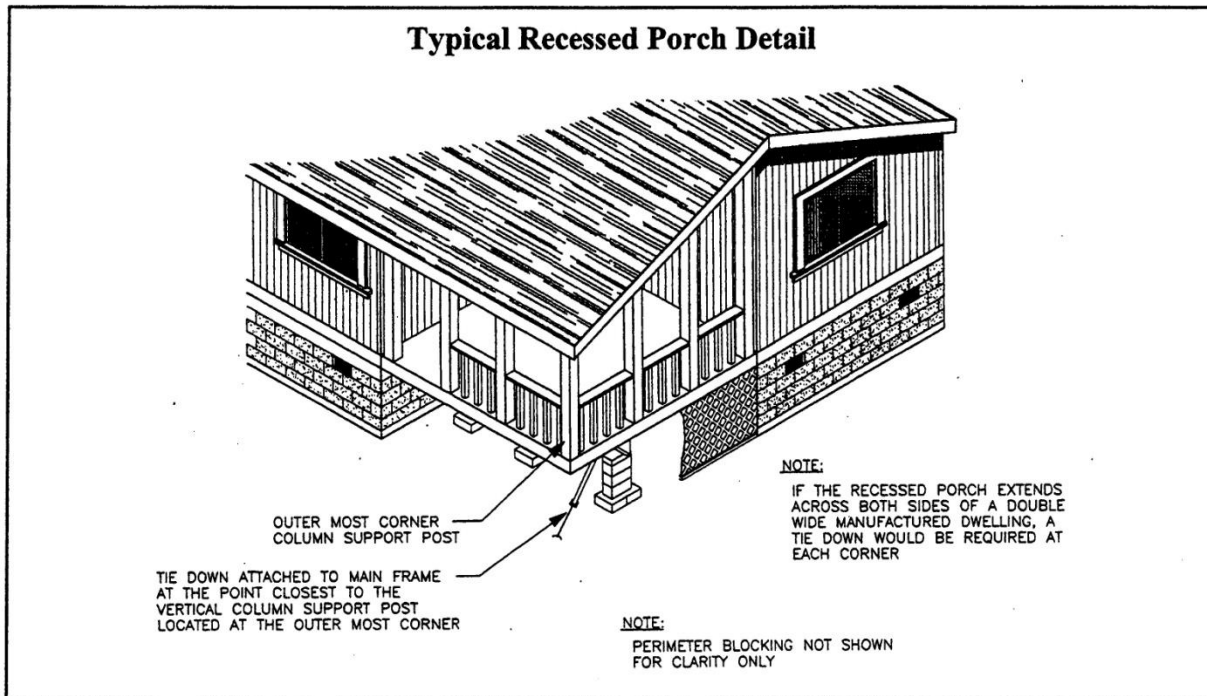 Typical Recessed Porch Detail
OUTER MOST CORNER
COLUMN SUPPORT POST
TIE DOWN ATTACHED TO MAIN FRAME
AT THE POINT CLOSEST TO THE
VERTICAL COLUMN SUPPORT POST
LOCATED AT THE OUTER MOST CORNER
NOTE:
IF THE RECESSED PORCH EXTENDS
ACROSS BOTH SIDES OF A DOUBLE
WIDE MANUFACTURED DWELLING, A
TIE DOWN WOULD BE REQUIRED AT
EACH CORNER
NOTE:
PERIMETER BLOCKING NOT SHOWN
FOR CLARITY ONLY